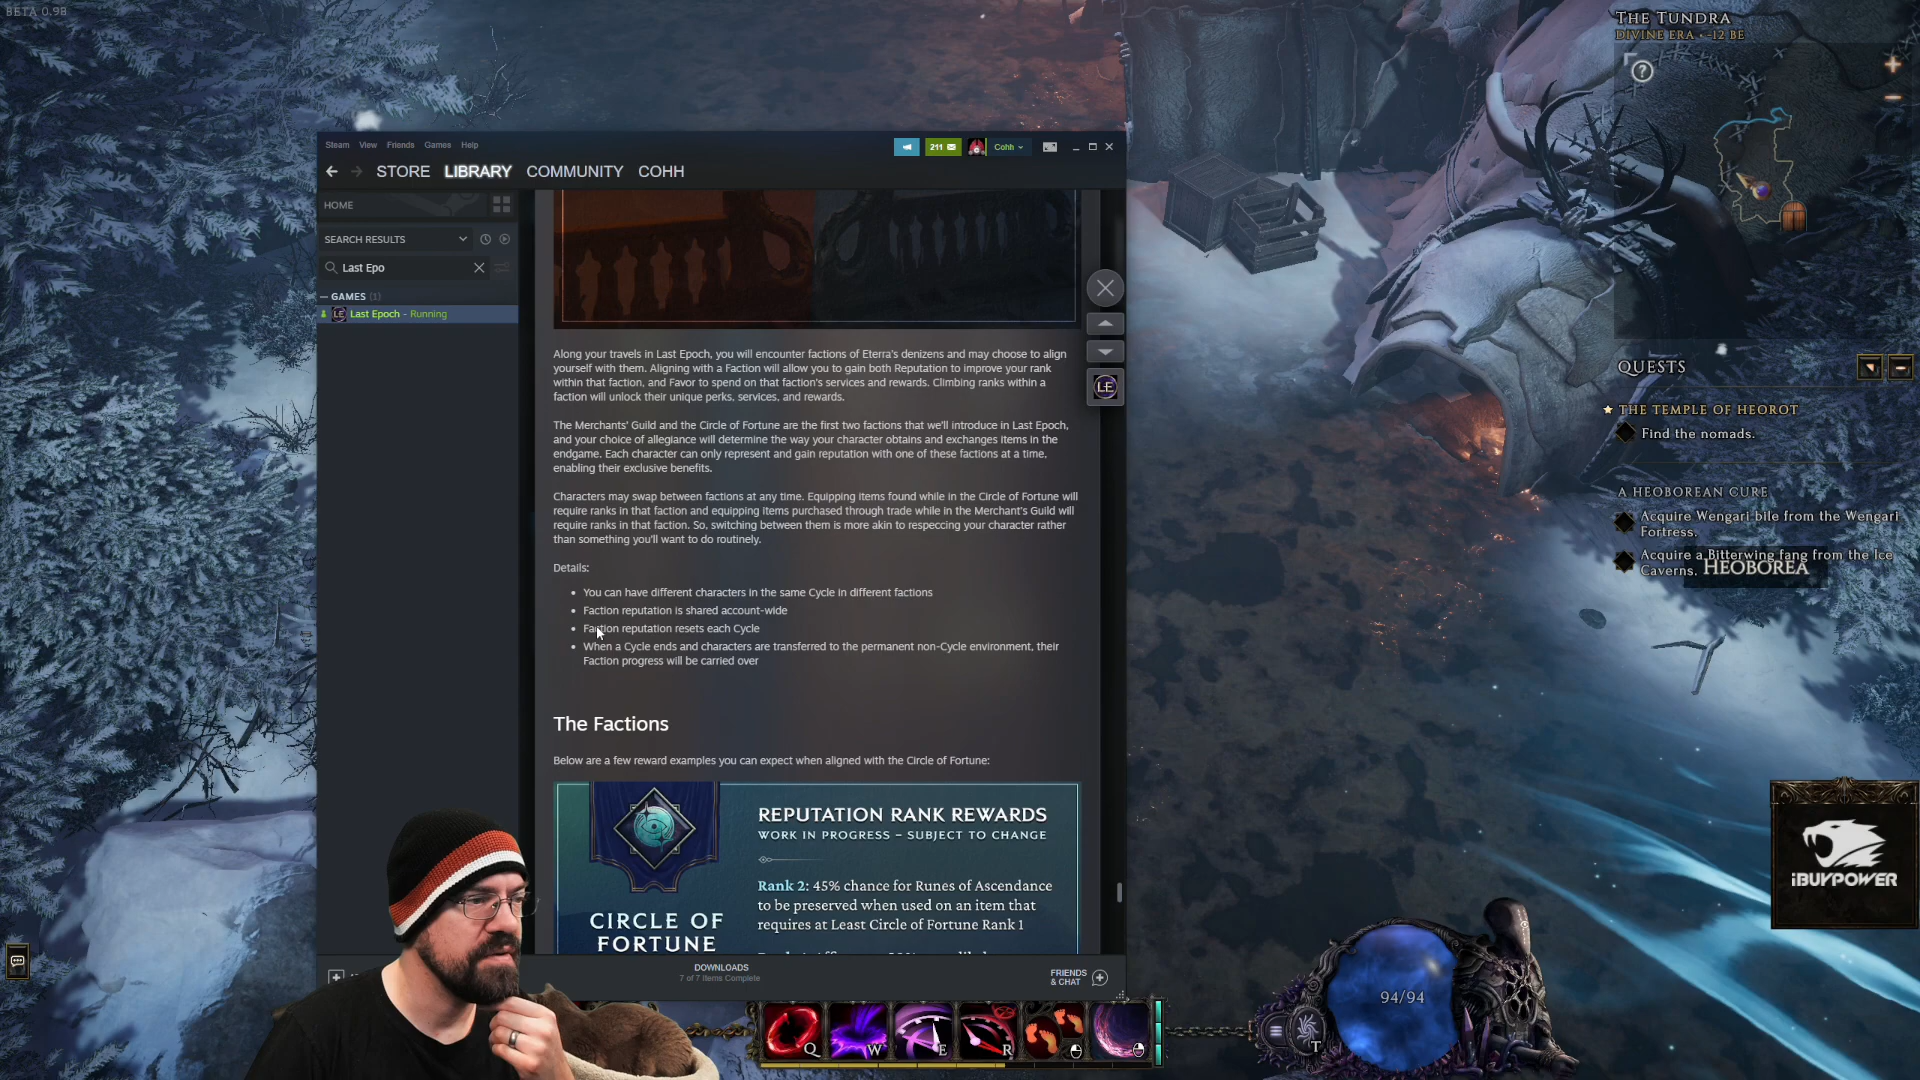 BETA 0.9B
THE TUNDRA
DIVINE ERA • -12 BE
?
Steam View Friends Games Help
211
Cohh
STORE LIBRARY COMMUNITY COHH
HOME
SEARCH RESULTS
Last Epo
GAMES (1)
Last Epoch - Running
LE
Along your travels in Last Epoch, you will encounter factions of Eterra's denizens and may choose to align
yourself with them. Aligning with a Faction will allow you to gain both Reputation to improve your rank
within that faction, and Favor to spend on that faction's services and rewards. Climbing ranks within a
faction will unlock their unique perks, services, and rewards.
The Merchants' Guild and the Circle of Fortune are the first two factions that we'll introduce in Last Epoch,
and your choice of allegiance will determine the way your character obtains and exchanges items in the
endgame. Each character can only represent and gain reputation with one of these factions at a time,
enabling their exclusive benefits.
Characters may swap between factions at any time. Equipping items found while in the Circle of Fortune will
require ranks in that faction and equipping items purchased through trade while in the Merchant's Guild will
require ranks in that faction. So, switching between them is more akin to respeccing your character rather
than something you'll want to do routinely.
Details:
• You can have different characters in the same Cycle in different factions
• Faction reputation is shared account-wide
• Faction reputation resets each Cycle
• When a Cycle ends and characters are transferred to the permanent non-Cycle environment, their
Faction progress will be carried over
The Factions
Below are a few reward examples you can expect when aligned with the Circle of Fortune:
CIRCLE OF
FORTUNE
REPUTATION RANK REWARDS
WORK IN PROGRESS – SUBJECT TO CHANGE
Rank 2: 45% chance for Runes of Ascendance
to be preserved when used on an item that
requires at Least Circle of Fortune Rank 1
DOWNLOADS
7 of 7 Items Complete
FRIENDS
& CHAT
QUESTS
THE TEMPLE OF HEOROT
Find the nomads.
A HEOBOREAN CURE
Acquire Wengari bile from the Wengari
Fortress.
Acquire a Bitterwing fang from the Ice
Caverns.
HEOBOREA
iBUYPOWER
Q
W
E
R
T
94/94